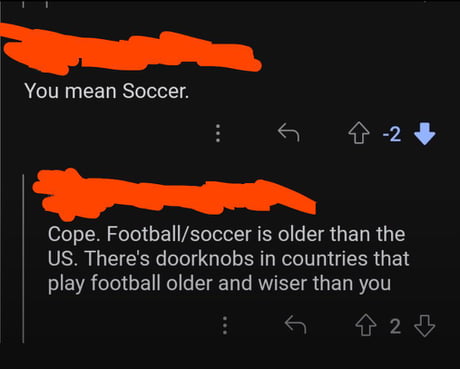 You mean Soccer.
-2
Cope. Football/soccer is older than the
US. There's doorknobs in countries that
play football older and wiser than you
2